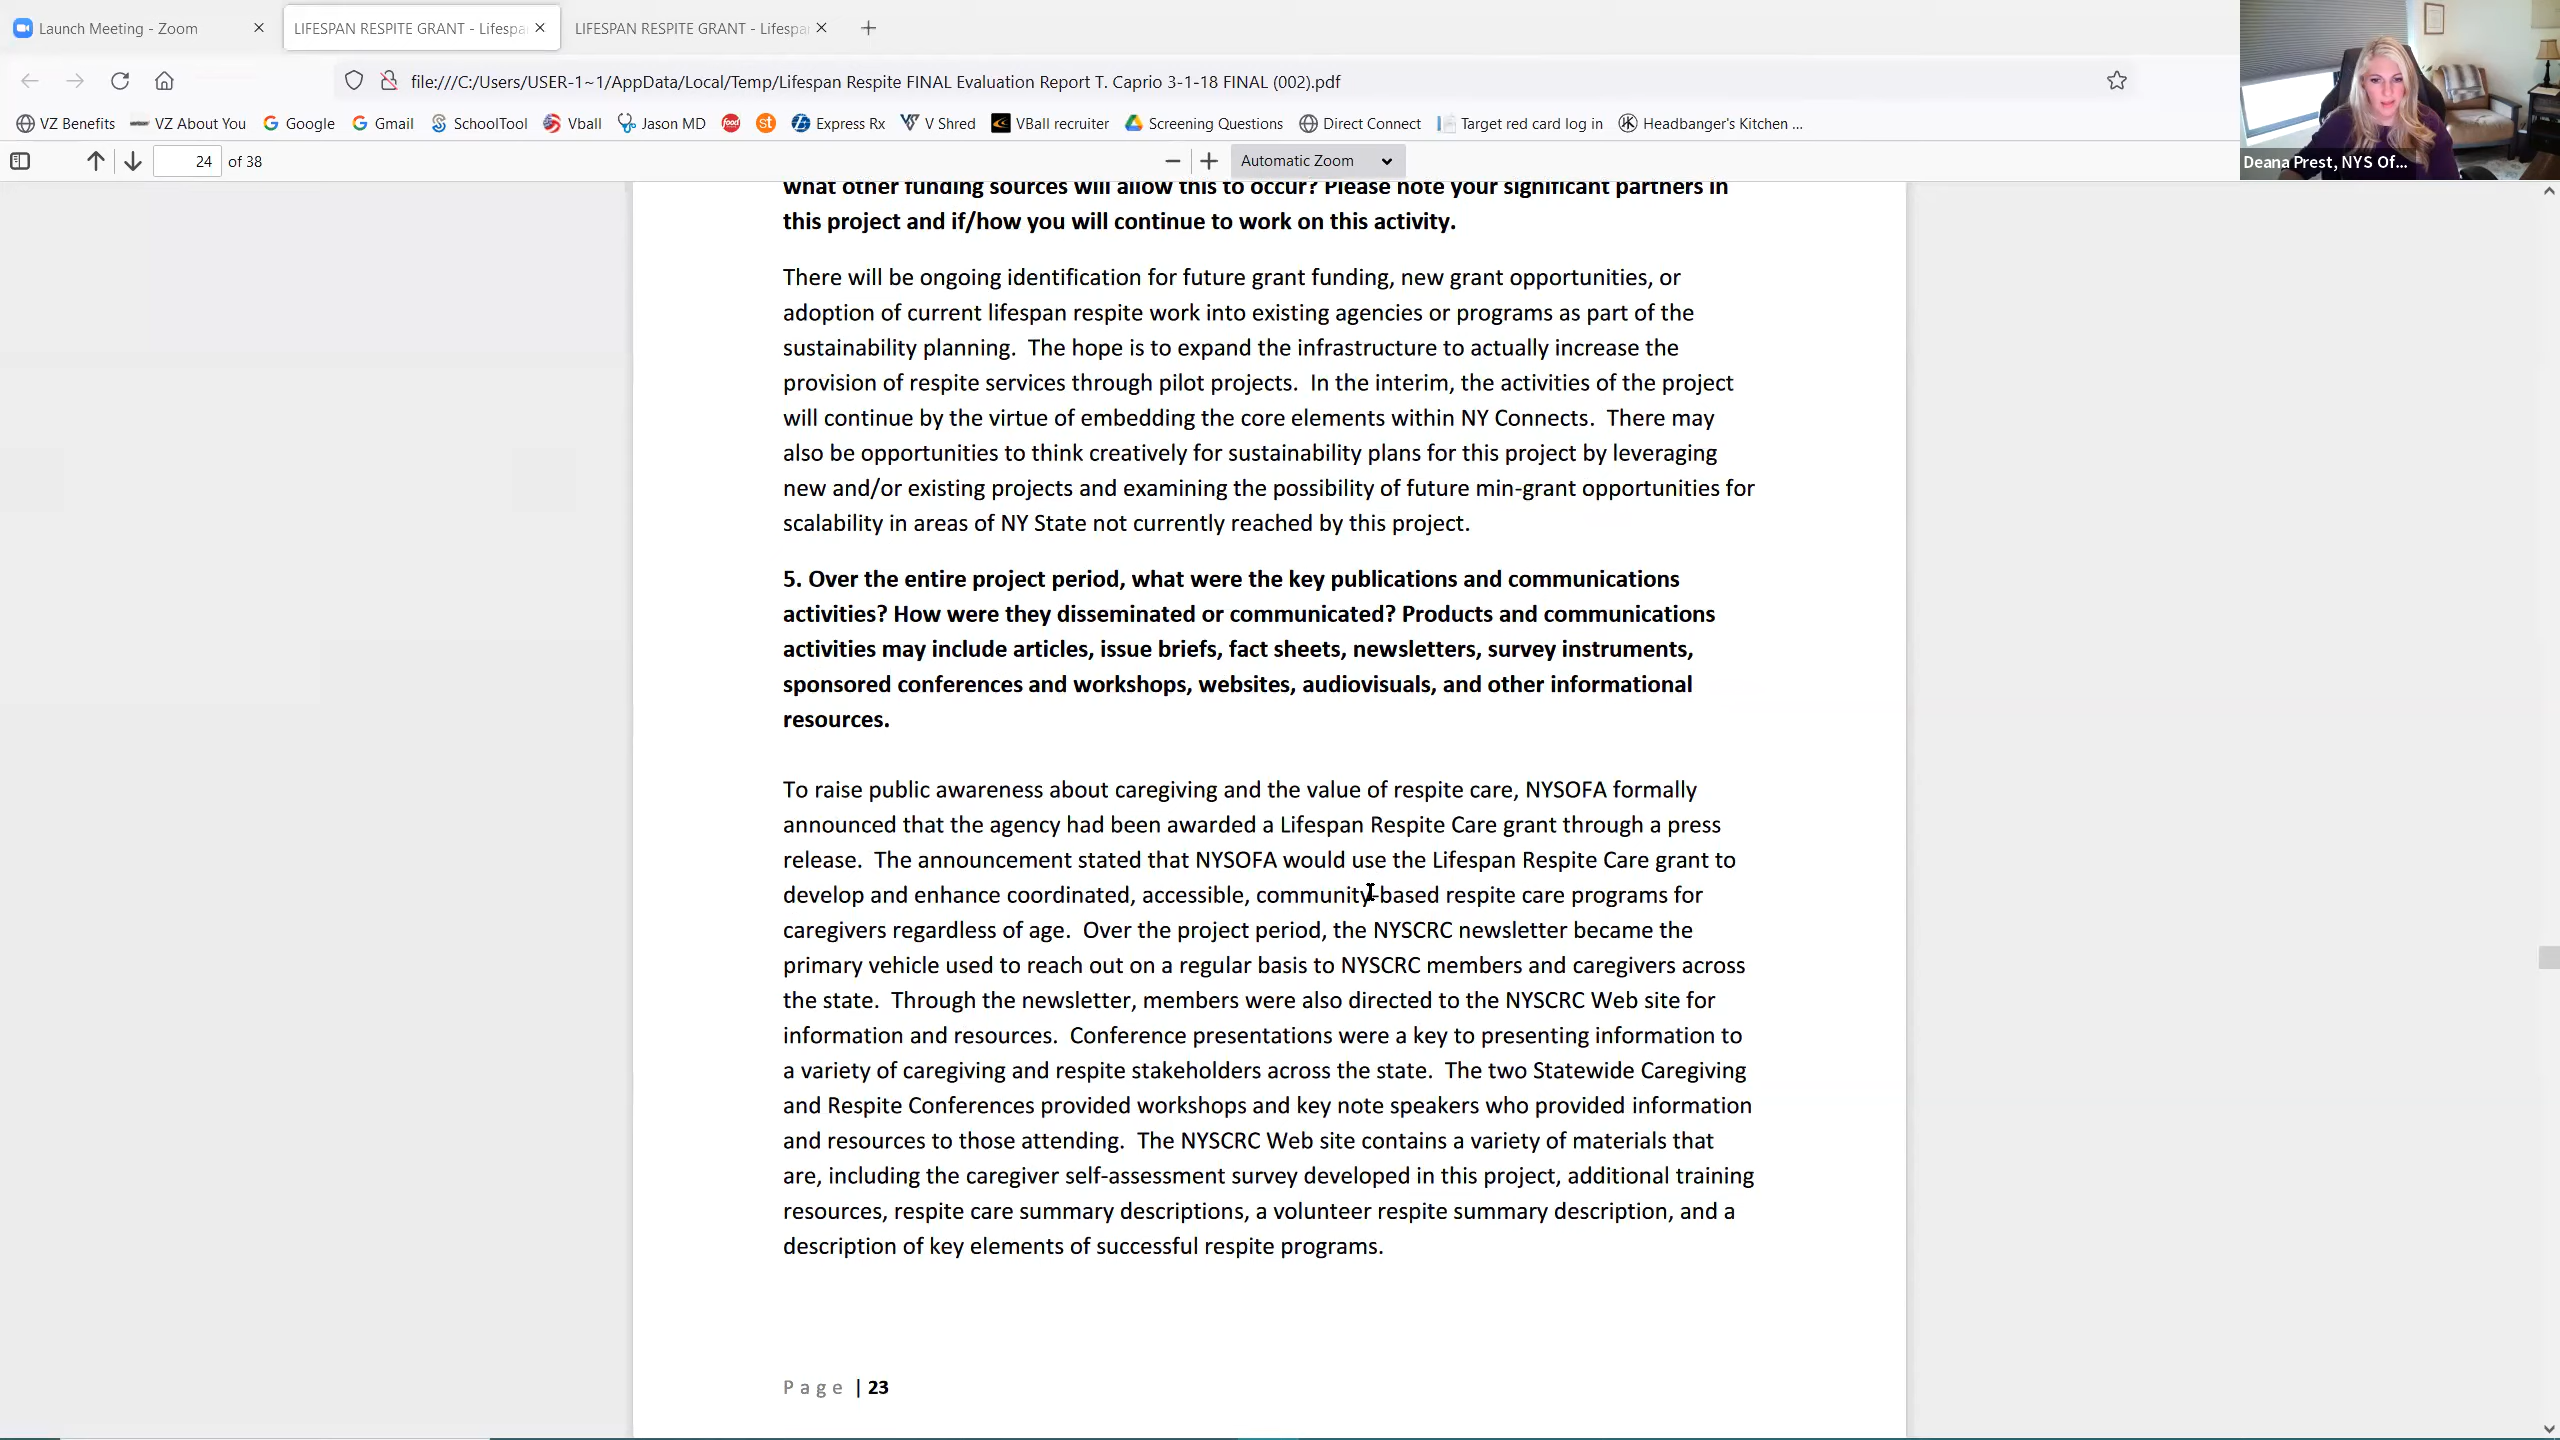 Launch Meeting - Zoom
LIFESPAN RESPITE GRANT - Lifespa
LIFESPAN RESPITE GRANT - Lifespa
file:///C:/Users/USER-1~1/AppData/Local/Temp/Lifespan Respite FINAL Evaluation Report T. Caprio 3-1-18 FINAL (002).pdf
VZ Benefits VZ About You Google Gmail SchoolTool Vball Jason MD food st Express Rx V Shred VBall recruiter Screening Questions Direct Connect Target red card log in Headbanger's Kitchen ...
24 of 38
Automatic Zoom
Deana Prest, NYS Of...
what other funding sources will allow this to occur? Please note your significant partners in
this project and if/how you will continue to work on this activity.
There will be ongoing identification for future grant funding, new grant opportunities, or
adoption of current lifespan respite work into existing agencies or programs as part of the
sustainability planning.  The hope is to expand the infrastructure to actually increase the
provision of respite services through pilot projects.  In the interim, the activities of the project
will continue by the virtue of embedding the core elements within NY Connects.  There may
also be opportunities to think creatively for sustainability plans for this project by leveraging
new and/or existing projects and examining the possibility of future min-grant opportunities for
scalability in areas of NY State not currently reached by this project.
5. Over the entire project period, what were the key publications and communications
activities? How were they disseminated or communicated? Products and communications
activities may include articles, issue briefs, fact sheets, newsletters, survey instruments,
sponsored conferences and workshops, websites, audiovisuals, and other informational
resources.
To raise public awareness about caregiving and the value of respite care, NYSOFA formally
announced that the agency had been awarded a Lifespan Respite Care grant through a press
release.  The announcement stated that NYSOFA would use the Lifespan Respite Care grant to
develop and enhance coordinated, accessible, community-based respite care programs for
caregivers regardless of age.  Over the project period, the NYSCRC newsletter became the
primary vehicle used to reach out on a regular basis to NYSCRC members and caregivers across
the state.  Through the newsletter, members were also directed to the NYSCRC Web site for
information and resources.  Conference presentations were a key to presenting information to
a variety of caregiving and respite stakeholders across the state.  The two Statewide Caregiving
and Respite Conferences provided workshops and key note speakers who provided information
and resources to those attending.  The NYSCRC Web site contains a variety of materials that
are, including the caregiver self-assessment survey developed in this project, additional training
resources, respite care summary descriptions, a volunteer respite summary description, and a
description of key elements of successful respite programs.
Page | 23